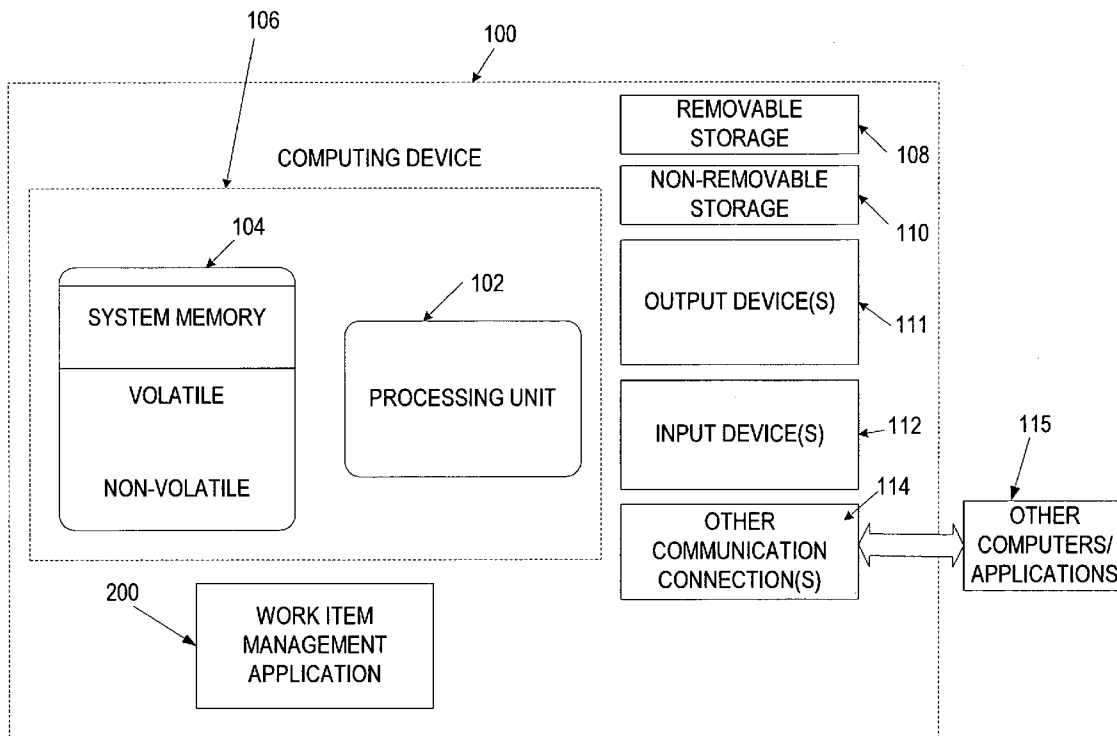 106
100
COMPUTING DEVICE
104
SYSTEM MEMORY
VOLATILE
NON-VOLATILE
102
PROCESSING UNIT
REMOVABLE
STORAGE
108
NON-REMOVABLE
STORAGE
110
OUTPUT DEVICE(S)
111
INPUT DEVICE(S)
112
114
OTHER
COMMUNICATION
CONNECTION(S)
115
OTHER
COMPUTERS/
APPLICATIONS
200
WORK ITEM
MANAGEMENT
APPLICATION